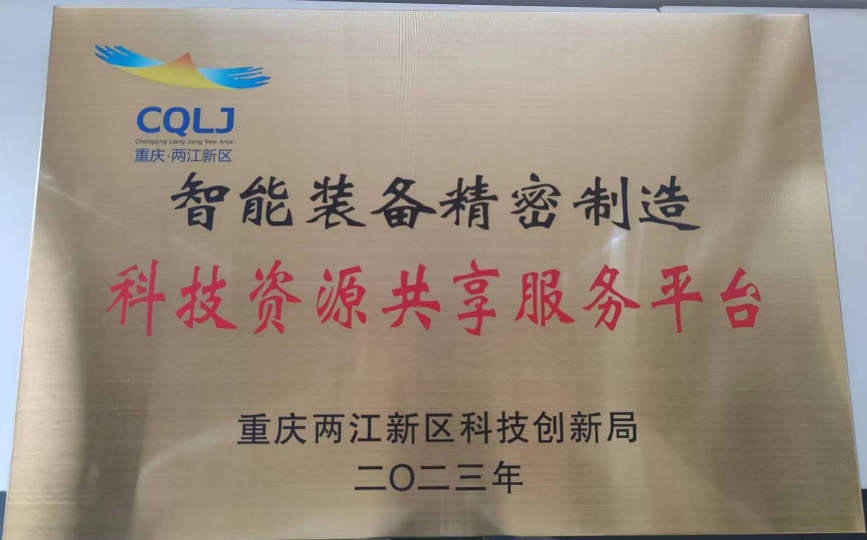 CQLJ
Chongqing Liang Jiang New Area
重庆·两江新区
智能装备精密制造
科技资源共享服务平台
重庆两江新区科技创新局
二〇二三年